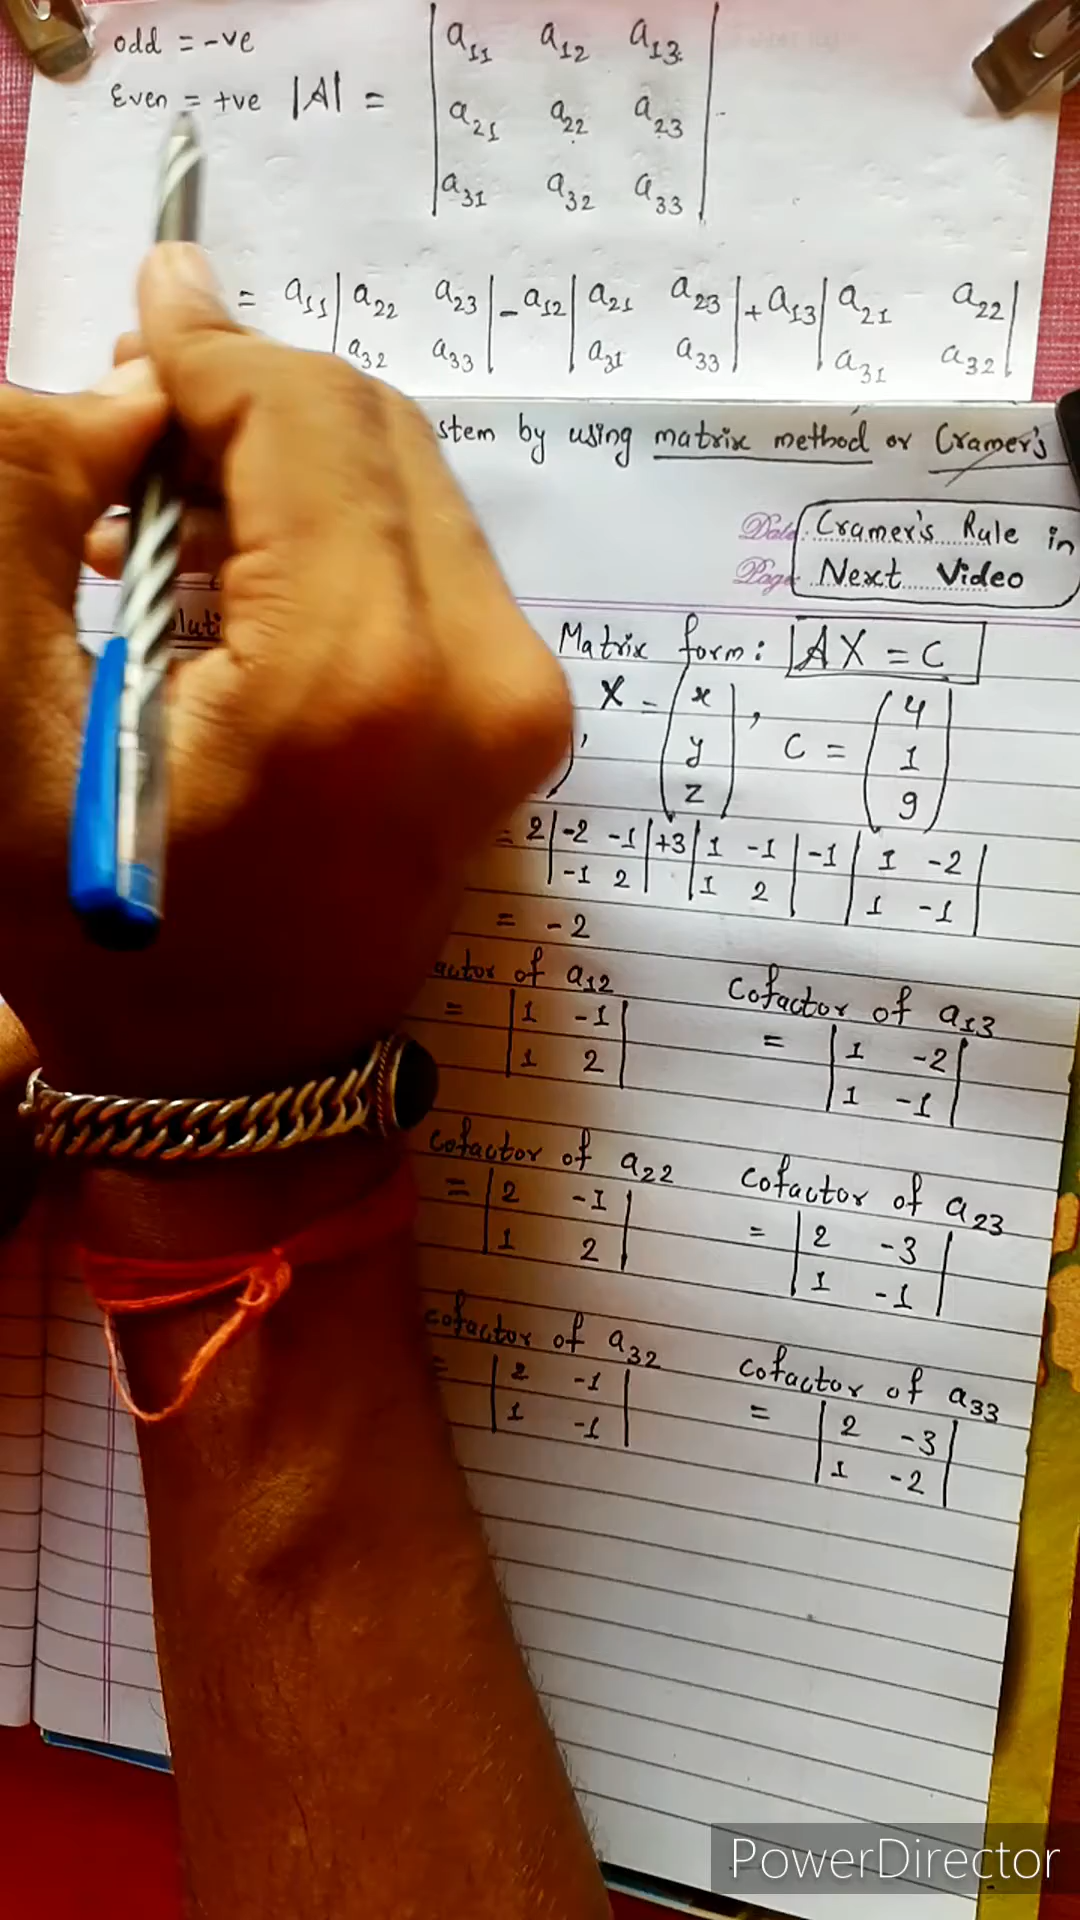 odd = -ve
Even = +ve |A| =
a11 a12 a13
a21 a22 a23
a31 a32 a33
= a11 | a22 a23 | - a12 | a21 a23 | + a13 | a21 a22 |
a32 a33 | a31 a33 | a31 a32 |
stem by using matrix method or Cramer's
Date Cramer's Rule in
Page Next Video
Matrix form: AX = C
X = ( x y z ) , C = ( 4 1 9 )
= 2 | -2 -1 | +3 | 1 -1 | -1 | 1 -2 |
| -1 2 | | 1 2 | | 1 -1 |
= -2
actor of a12 Cofactor of a13
= | 1 -1 | = | 1 -2 |
| 1 2 | | 1 -1 |
cofactor of a22 cofactor of a23
= | 2 -1 | = | 2 -3 |
| 1 2 | | 1 -1 |
cofactor of a32 cofactor of a33
= | 2 -1 | = | 2 -3 |
| 1 -1 | | 1 -2 |
PowerDirector